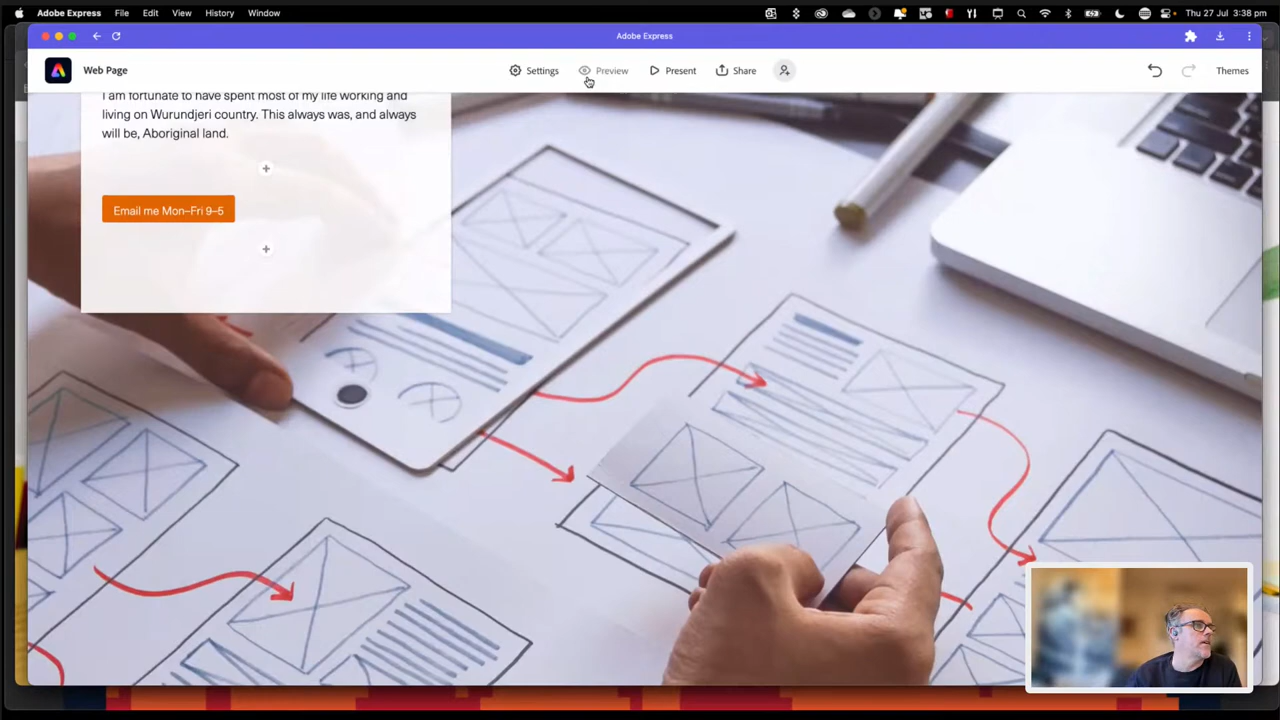 Adobe Express File Edit View History Window Thu 27 Jul 3:38 pm
Adobe Express
Web Page Settings Preview Present Share Themes
I am fortunate to have spent most of my life working and
living on Wurundjeri country. This always was, and always
will be, Aboriginal land.
Email me Mon–Fri 9–5